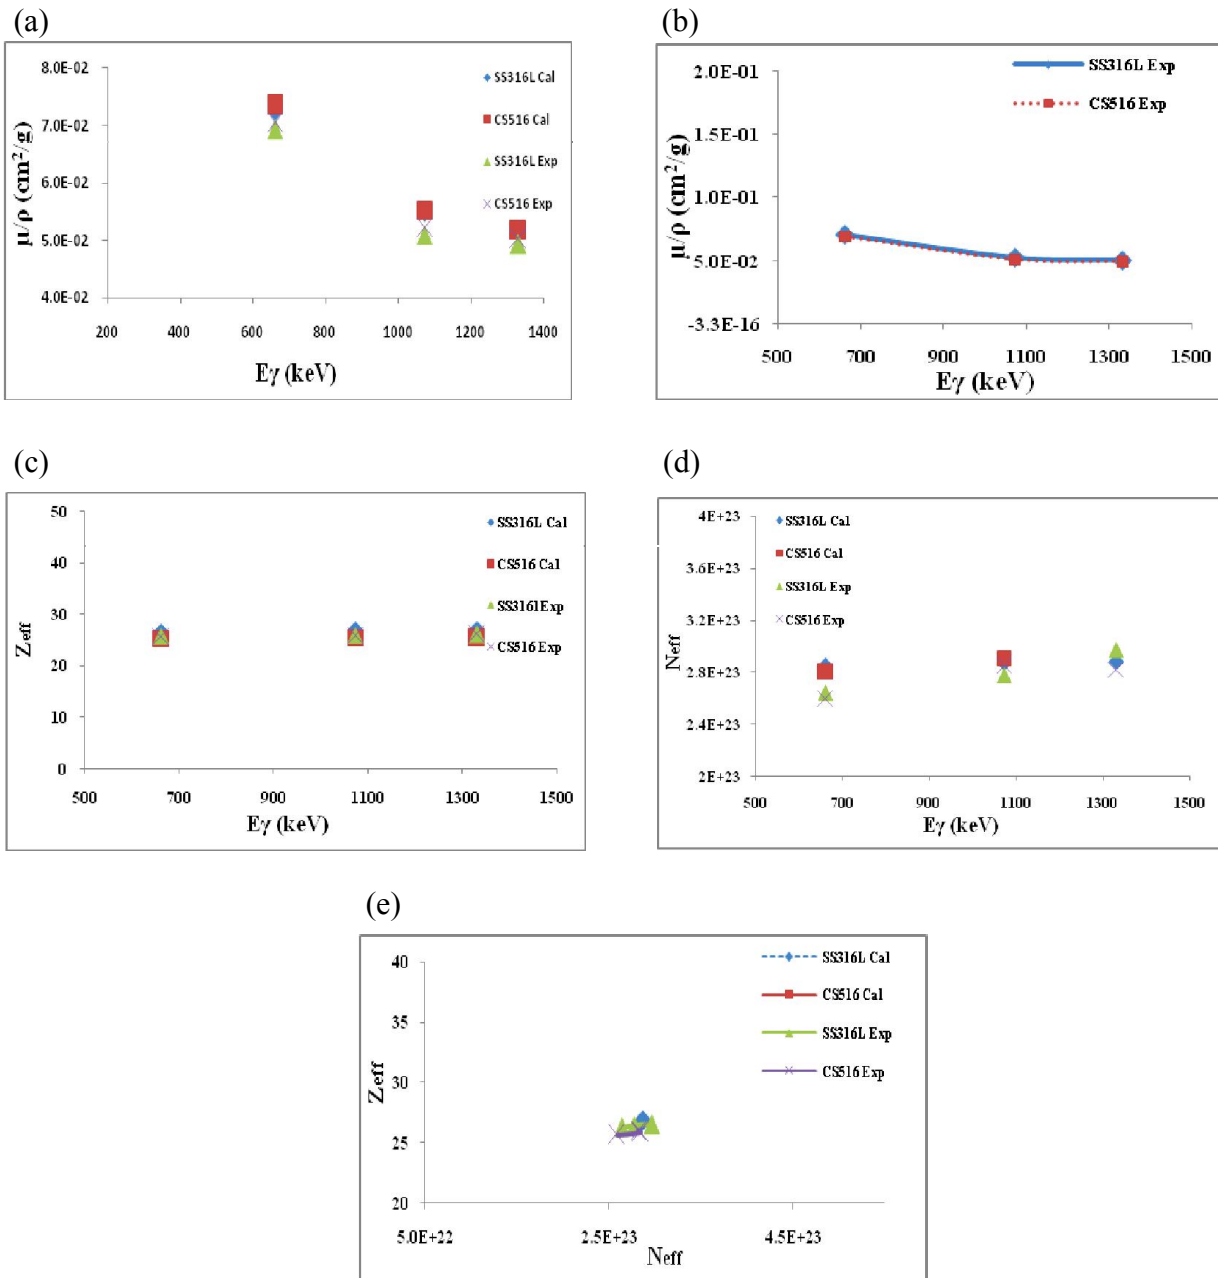 (a)
8.0E-02
7.0E-02
6.0E-02
5.0E-02
4.0E-02
μ/ρ (cm²/g)
200 400 600 800 1000 1200 1400
Eγ (keV)
SS316L Cal
CS516 Cal
SS316L Exp
CS516 Exp
(b)
2.0E-01
1.5E-01
1.0E-01
5.0E-02
-3.3E-16
μ/ρ (cm²/g)
500 700 900 1100 1300 1500
Eγ (keV)
SS316L Exp
CS516 Exp
(c)
50
40
30
20
10
0
Zeff
500 700 900 1100 1300 1500
Eγ (keV)
SS316L Cal
CS516 Cal
SS316lExp
CS516 Exp
(d)
4E+23
3.6E+23
3.2E+23
2.8E+23
2.4E+23
2E+23
Neff
500 700 900 1100 1300 1500
Eγ (keV)
SS316L Cal
CS516 Cal
SS316L Exp
CS516 Exp
(e)
40
35
30
25
20
Zeff
5.0E+22 2.5E+23 4.5E+23
Neff
SS316L Cal
CS516 Cal
SS316L Exp
CS516 Exp